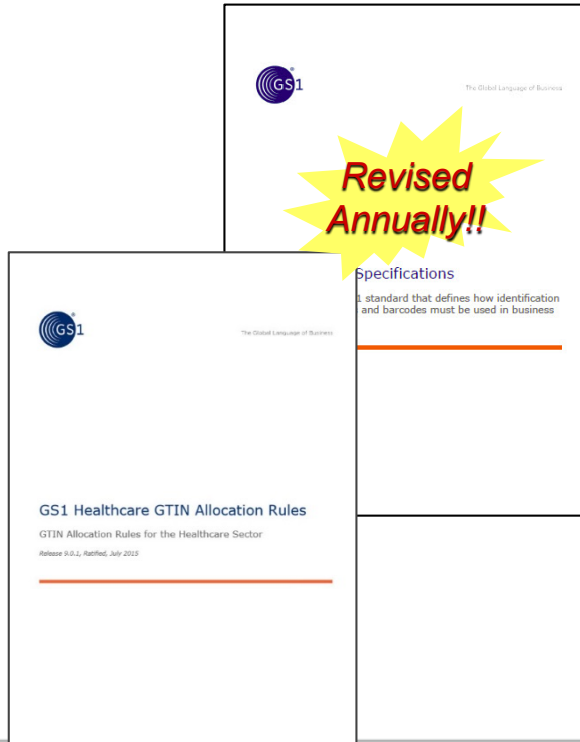 GS1
The Global Language of Business
Revised
Annually!!
Specifications
1 standard that defines how identification
and barcodes must be used in business
GS1
The Global Language of Business
GS1 Healthcare GTIN Allocation Rules
GTIN Allocation Rules for the Healthcare Sector
Release 9.0.1, Ratified, July 2015